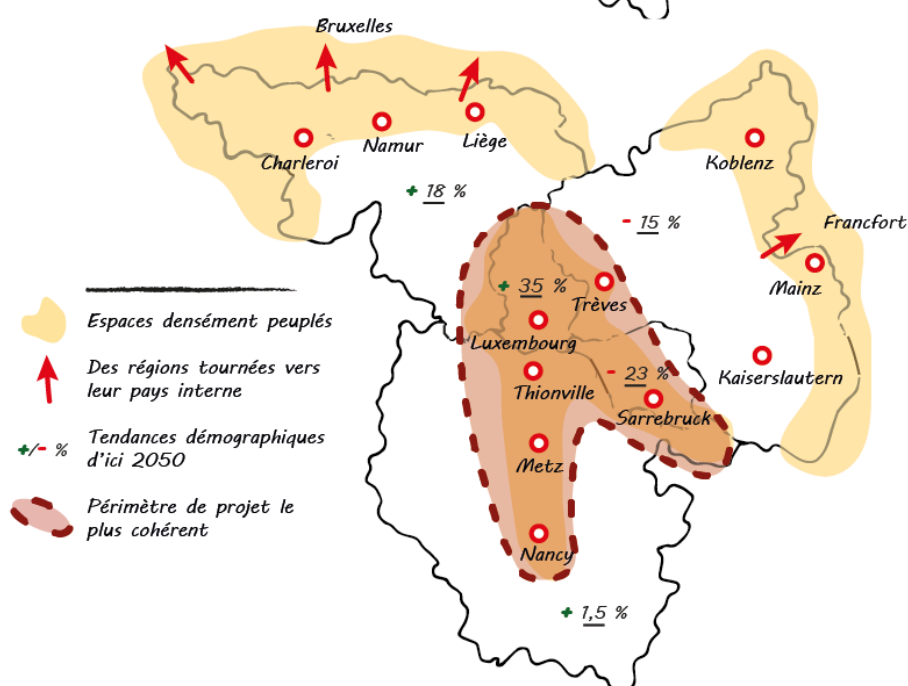 Bruxelles
Charleroi
Namur
Liège
Koblenz
+ 18 %
- 15 %
Francfort
Mainz
+ 35 %
Trèves
Luxembourg
Thionville
- 23 %
Sarrebruck
Kaiserslautern
Metz
Nancy
+ 1,5 %
Espaces densément peuplés
Des régions tournées vers
leur pays interne
+/- %
Tendances démographiques
d'ici 2050
Périmètre de projet le
plus cohérent